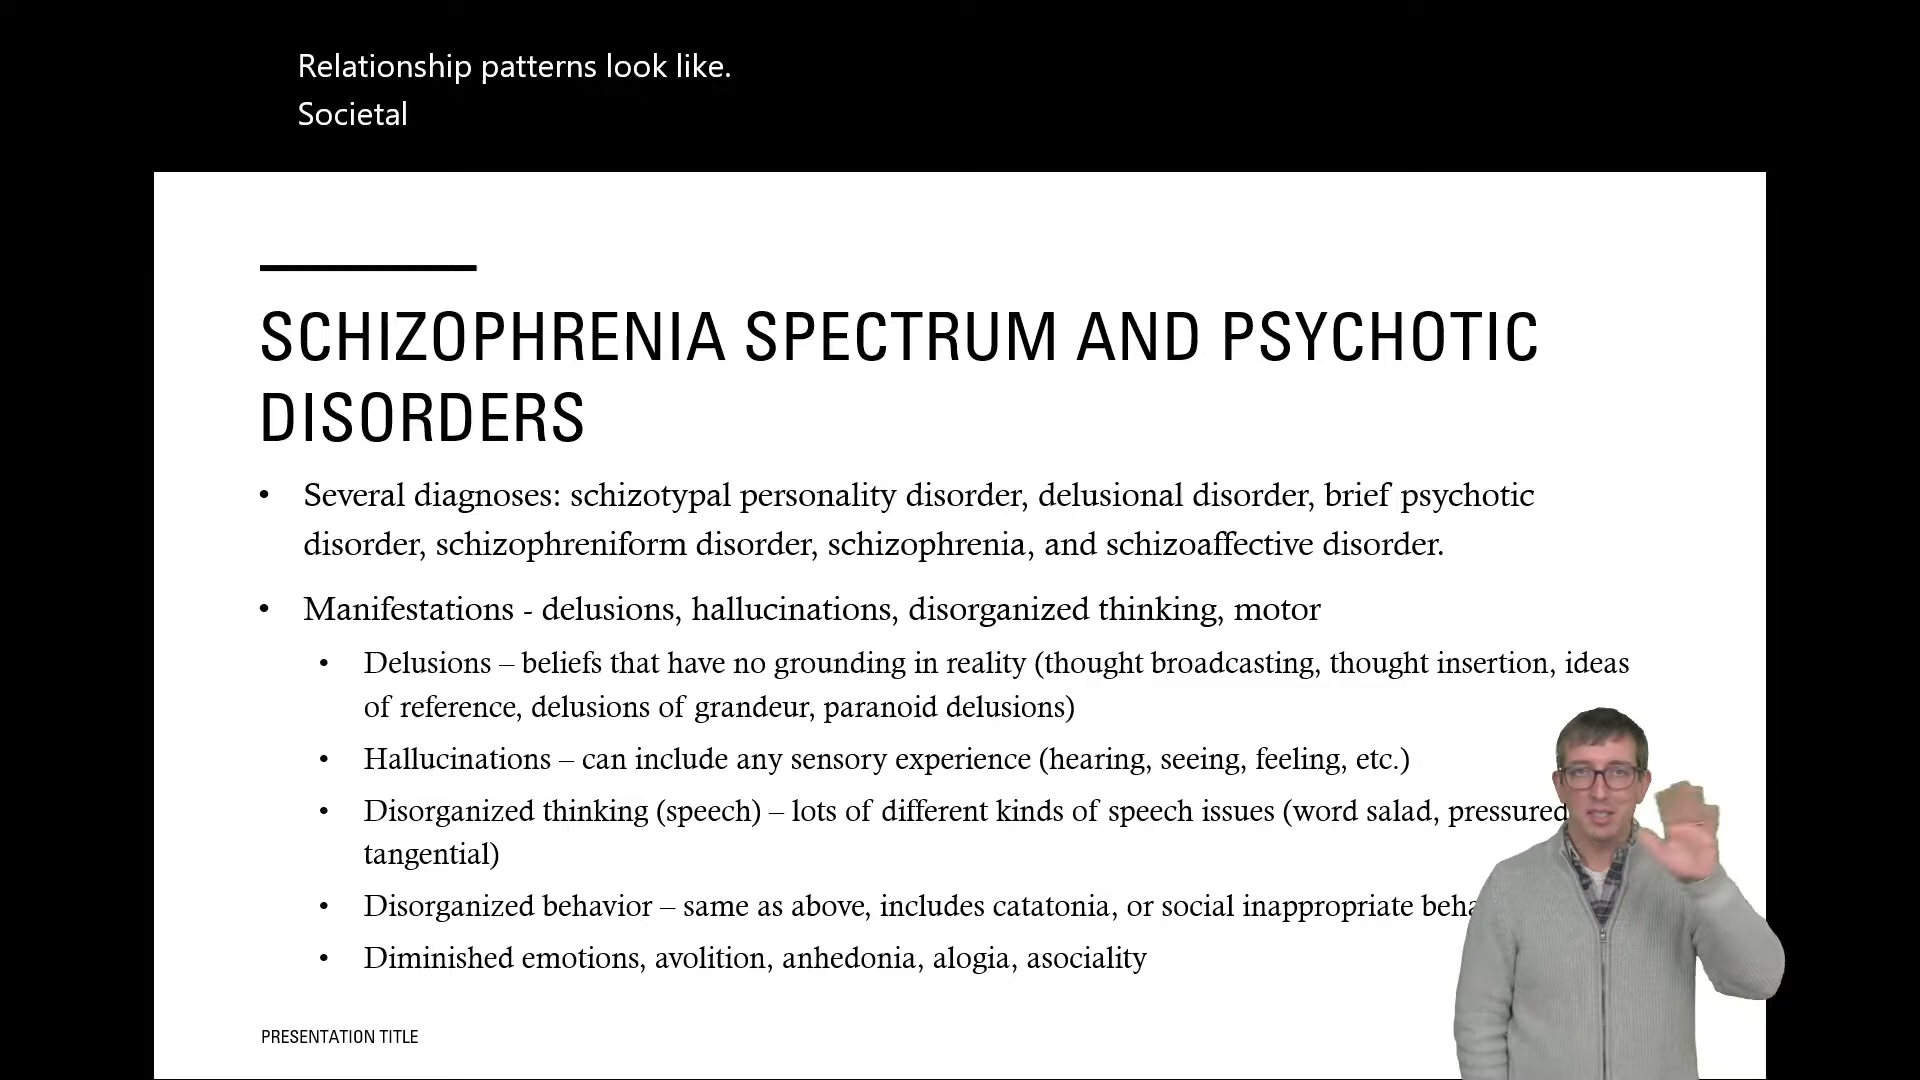 Relationship patterns look like.
Societal
SCHIZOPHRENIA SPECTRUM AND PSYCHOTIC
DISORDERS
• Several diagnoses: schizotypal personality disorder, delusional disorder, brief psychotic
disorder, schizophreniform disorder, schizophrenia, and schizoaffective disorder.
• Manifestations - delusions, hallucinations, disorganized thinking, motor
• Delusions – beliefs that have no grounding in reality (thought broadcasting, thought insertion, ideas
of reference, delusions of grandeur, paranoid delusions)
• Hallucinations – can include any sensory experience (hearing, seeing, feeling, etc.)
• Disorganized thinking (speech) – lots of different kinds of speech issues (word salad, pressured
tangential)
• Disorganized behavior – same as above, includes catatonia, or social inappropriate
• Diminished emotions, avolition, anhedonia, alogia, asociality
PRESENTATION TITLE